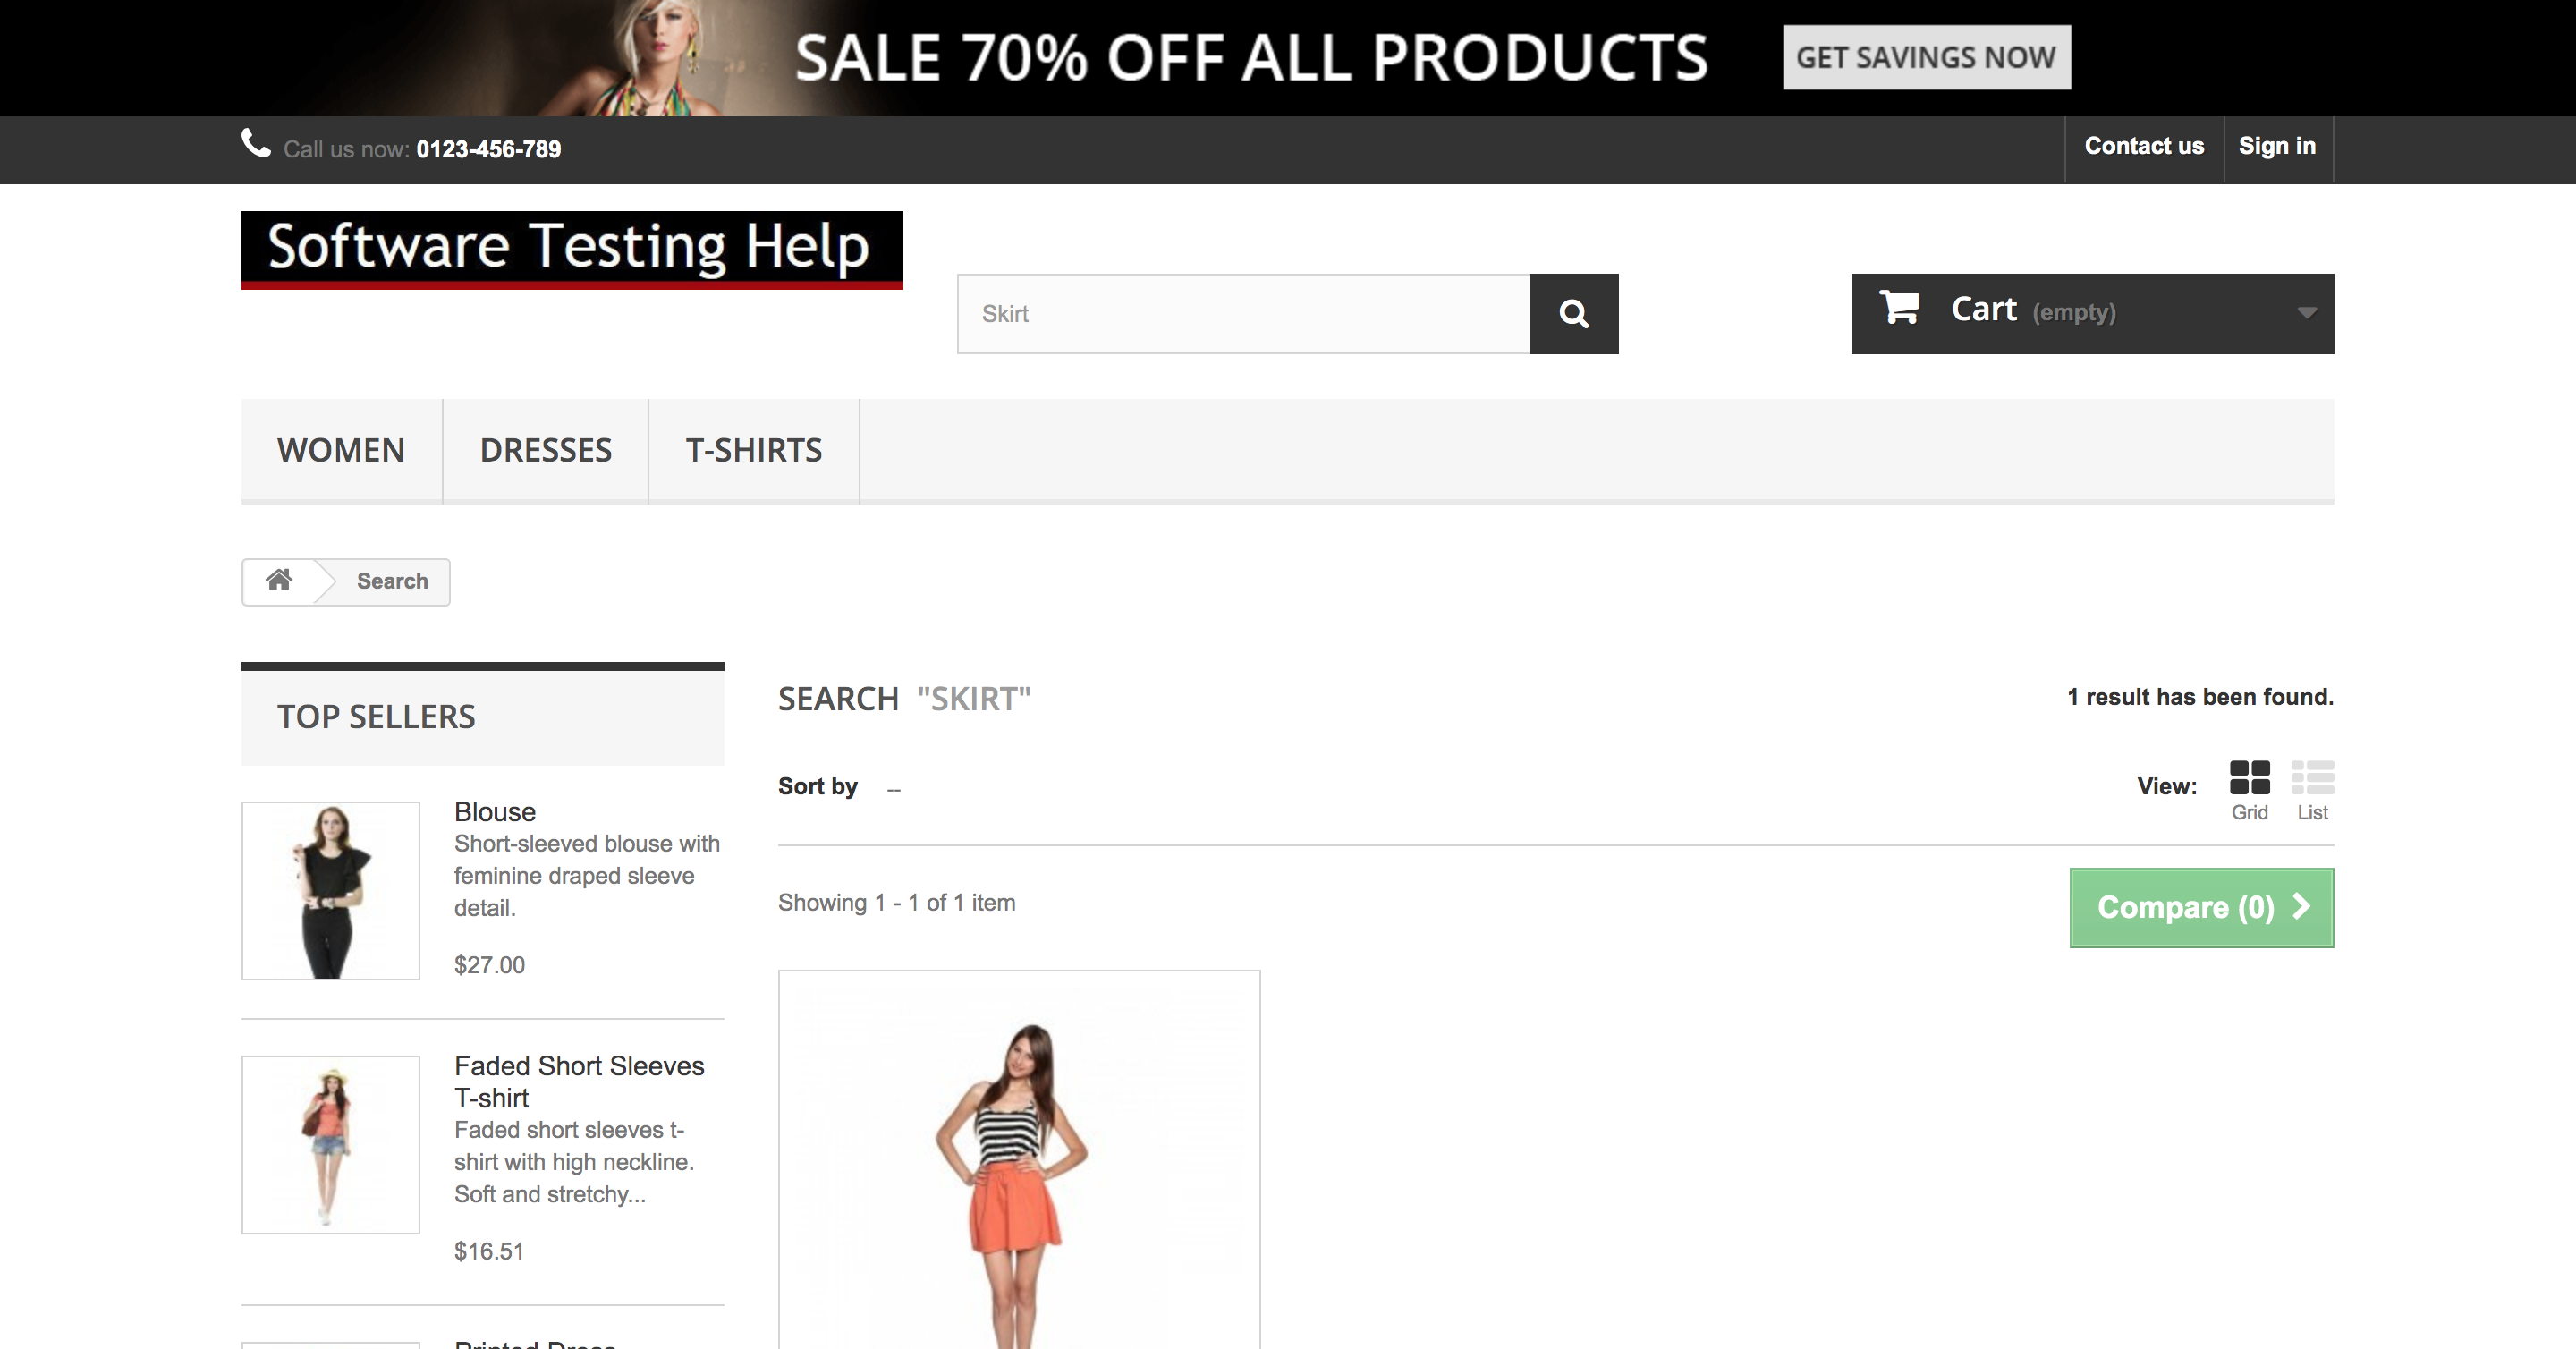 SALE 70% OFF ALL PRODUCTS
GET SAVINGS NOW
Call us now: 0123-456-789
Contact us
Sign in
Software Testing Help
Skirt
Cart (empty)
WOMEN
DRESSES
T-SHIRTS
Search
TOP SELLERS
Blouse
Short-sleeved blouse with
feminine draped sleeve
detail.
$27.00
Faded Short Sleeves
T-shirt
Faded short sleeves t-
shirt with high neckline.
Soft and stretchy...
$16.51
Printed Dress
SEARCH "SKIRT"
1 result has been found.
Sort by --
View:
Grid
List
Showing 1 - 1 of 1 item
Compare (0)